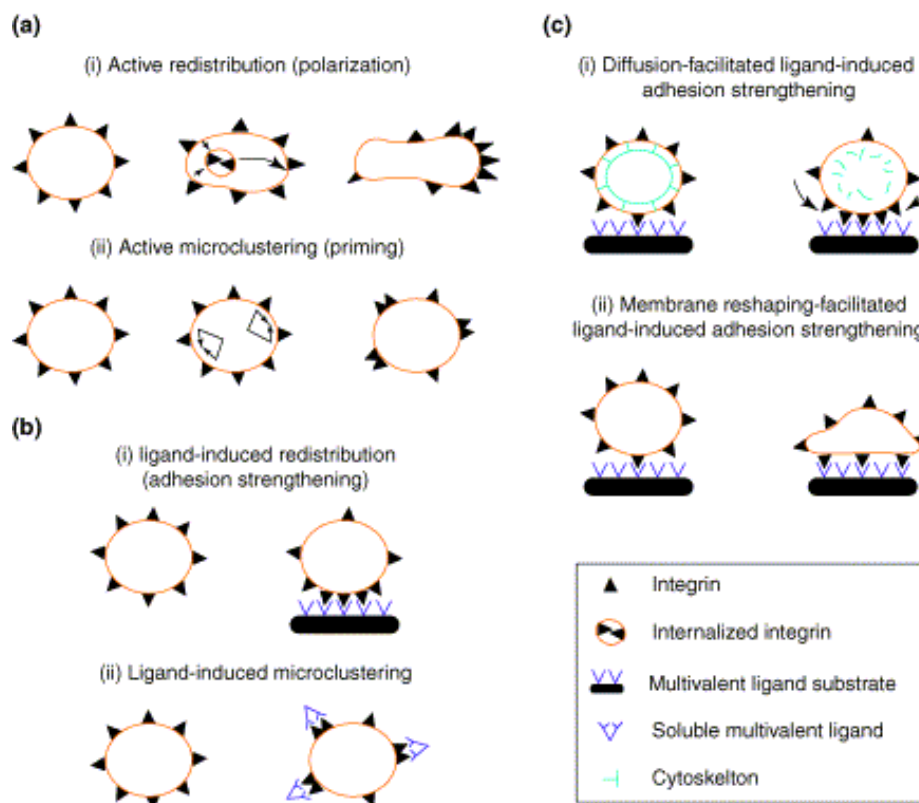 (a)
(i) Active redistribution (polarization)
(ii) Active microclustering (priming)
(b)
(i) ligand-induced redistribution
(adhesion strengthening)
(ii) Ligand-induced microclustering
(c)
(i) Diffusion-facilitated ligand-induced
adhesion strengthening
(ii) Membrane reshaping-facilitated
ligand-induced adhesion strengthening
Integrin
Internalized integrin
Multivalent ligand substrate
Soluble multivalent ligand
Cytoskelton